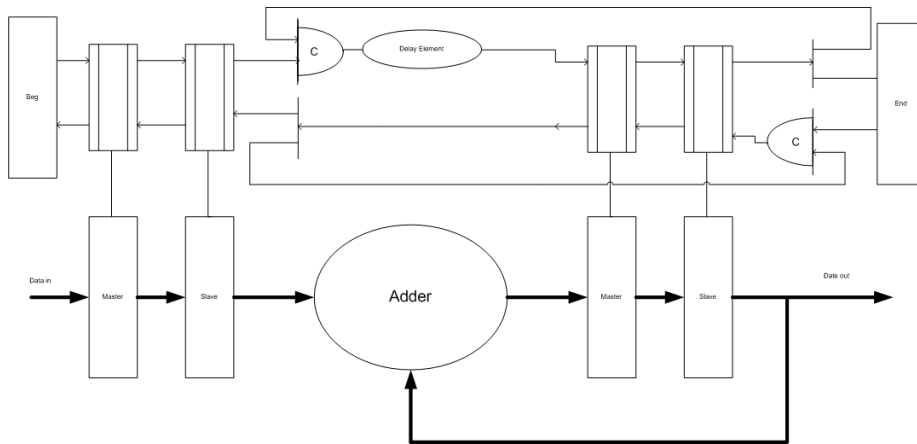 C
Delay Element
Beg
End
C
Data in
Date out
Master
Slave
Adder
Master
Slave